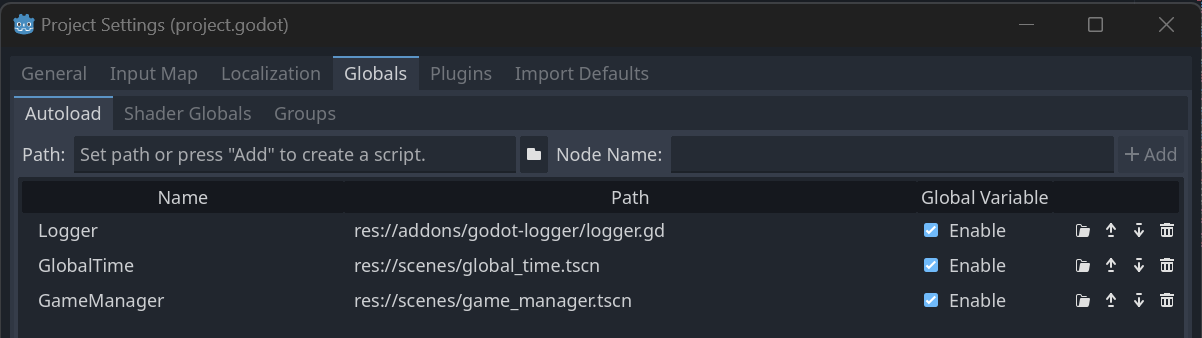 Project Settings (project.godot)
General Input Map Localization Globals Plugins Import Defaults
Autoload Shader Globals Groups
Path: Set path or press "Add" to create a script. Node Name: + Add
Name Path Global Variable
Logger res://addons/godot-logger/logger.gd Enable
GlobalTime res://scenes/global_time.tscn Enable
GameManager res://scenes/game_manager.tscn Enable